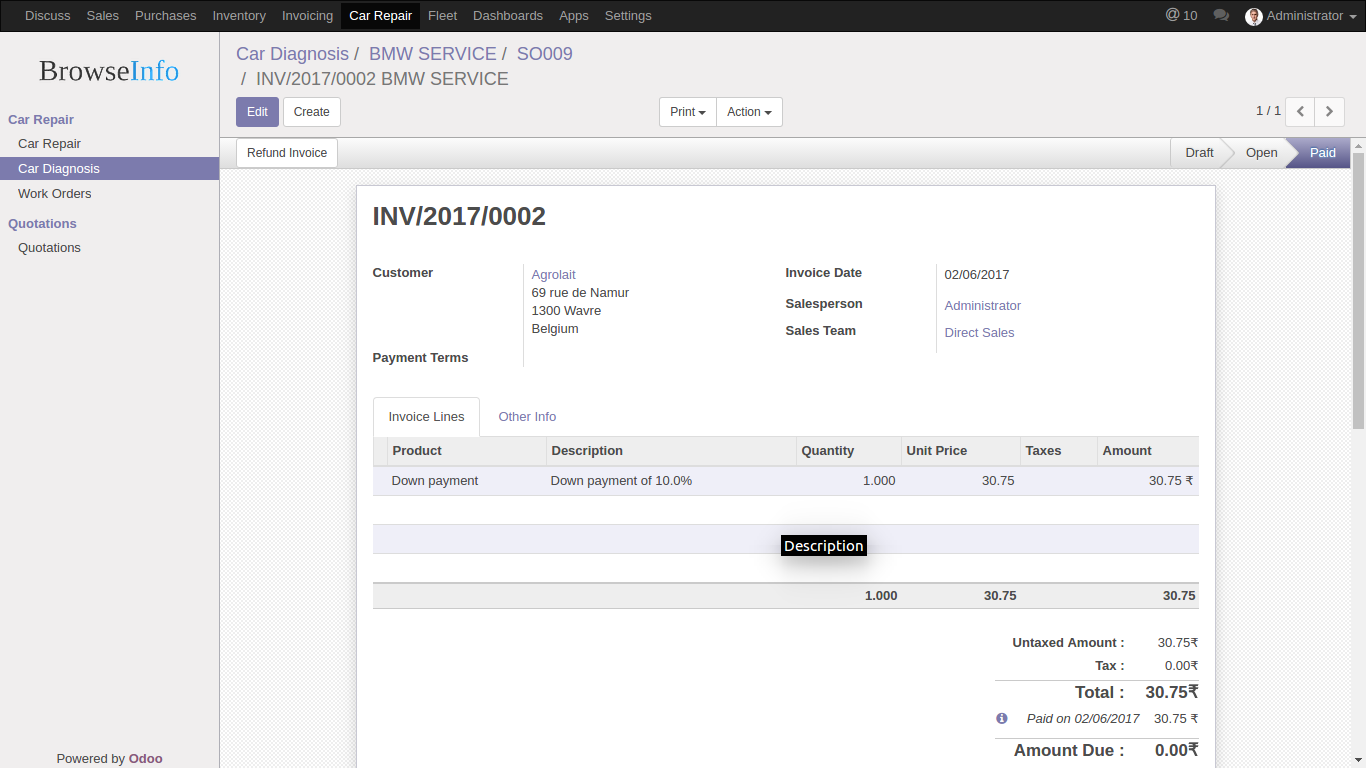 Discuss Sales Purchases Inventory Invoicing Car Repair Fleet Dashboards Apps Settings @ 10 Administrator
BrowseInfo
Car Repair
Car Repair
Car Diagnosis
Work Orders
Quotations
Quotations
Powered by Odoo
Car Diagnosis / BMW SERVICE / SO009
/ INV/2017/0002 BMW SERVICE
Edit Create Print Action 1 / 1
Refund Invoice Draft Open Paid
INV/2017/0002
Customer Agrolait
69 rue de Namur
1300 Wavre
Belgium
Payment Terms
Invoice Date 02/06/2017
Salesperson Administrator
Sales Team Direct Sales
Invoice Lines Other Info
Product Description Quantity Unit Price Taxes Amount
Down payment Down payment of 10.0% 1.000 30.75 30.75 ₹
Description
1.000 30.75 30.75
Untaxed Amount : 30.75₹
Tax : 0.00₹
Total : 30.75₹
Paid on 02/06/2017 30.75 ₹
Amount Due : 0.00₹